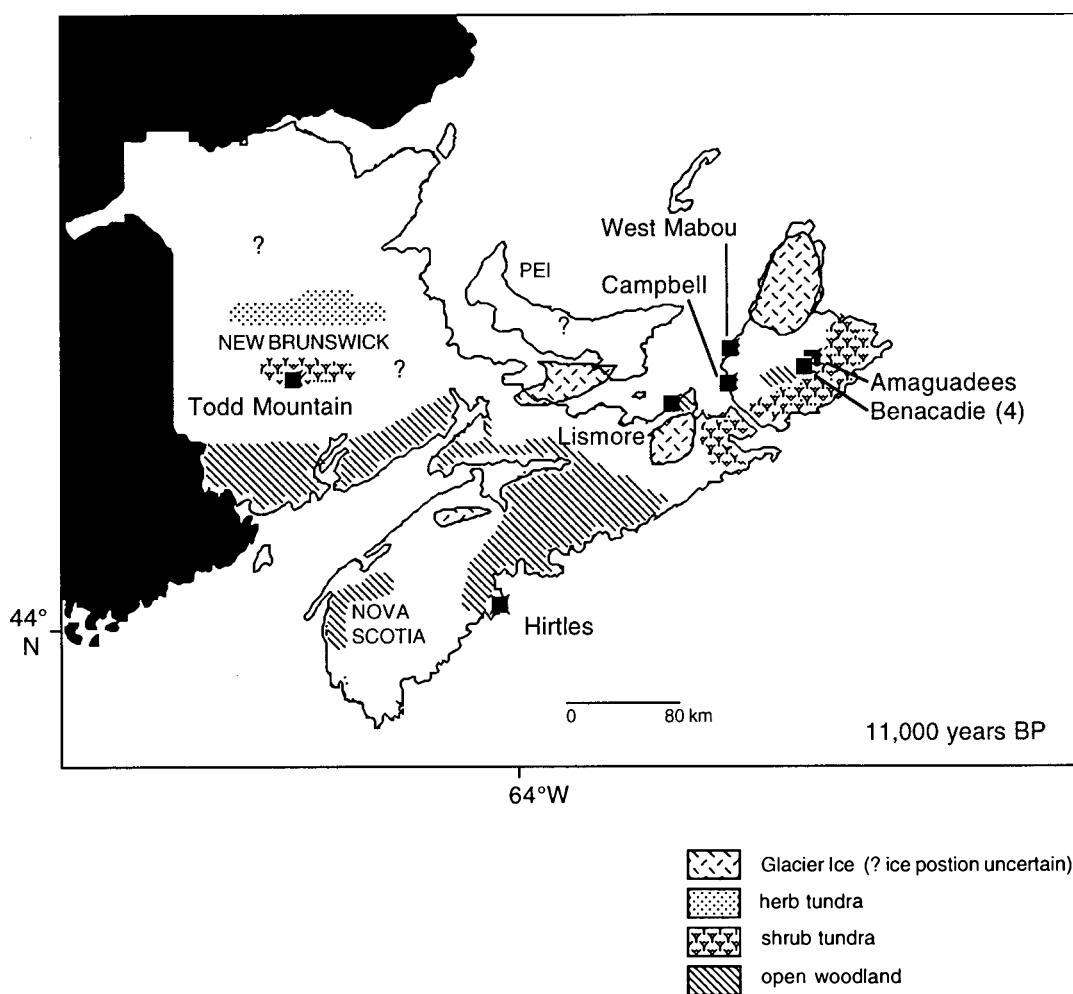 West Mabou
Campbell
PEI
?
?
NEW BRUNSWICK
?
Todd Mountain
Amaguadees
Benacadie (4)
Lismore
NOVA
SCOTIA
Hirtles
44°
N
0 80 km
11,000 years BP
64°W
Glacier Ice (? ice postion uncertain)
herb tundra
shrub tundra
open woodland